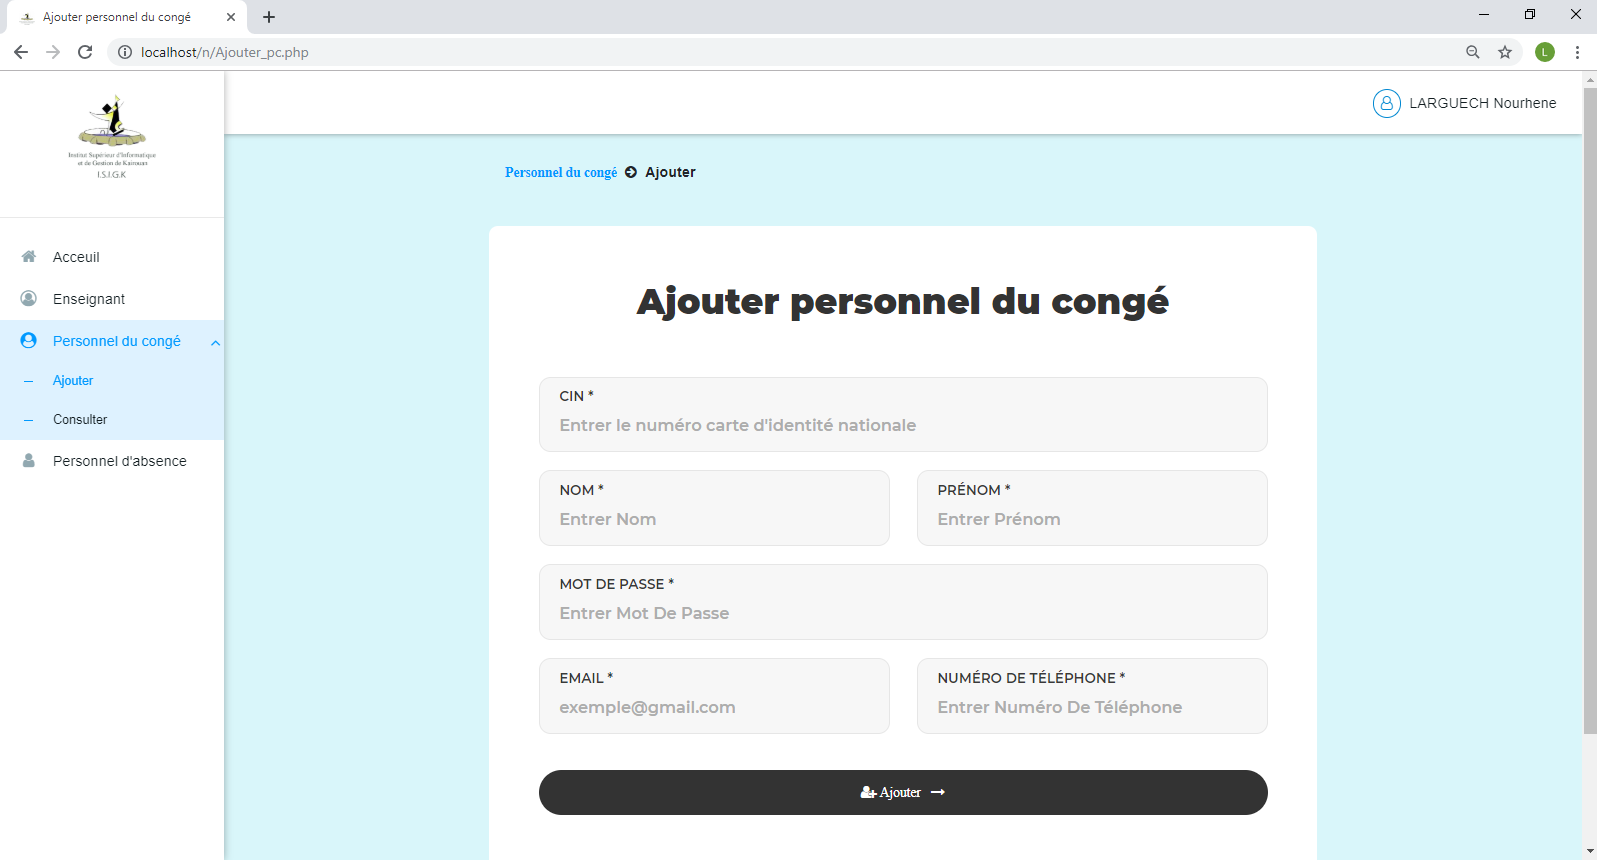 Ajouter personnel du congé
localhost/n/Ajouter_pc.php
L
Institut Supérieur d'Informatique
et de Gestion de Kairouan
I.S.I.G.K
LARGUECH Nourhene
Acceuil
Enseignant
Personnel du congé
Ajouter
Consulter
Personnel d'absence
Personnel du congé Ajouter
Ajouter personnel du congé
CIN *
Entrer le numéro carte d'identité nationale
NOM *
Entrer Nom
PRÉNOM *
Entrer Prénom
MOT DE PASSE *
Entrer Mot De Passe
EMAIL *
exemple@gmail.com
NUMÉRO DE TÉLÉPHONE *
Entrer Numéro De Téléphone
Ajouter